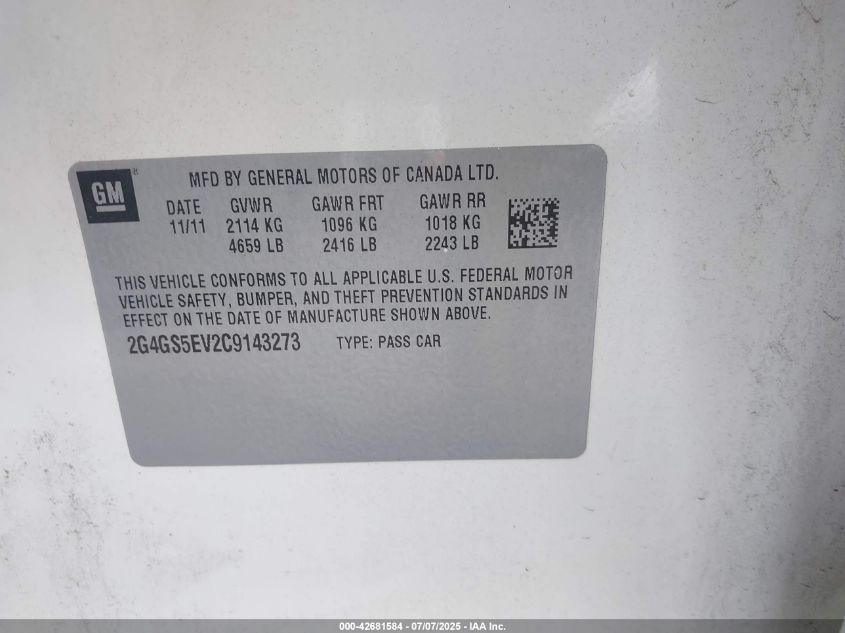 GM
MFD BY GENERAL MOTORS OF CANADA LTD.
DATE GVWR GAWR FRT GAWR RR
11/11 2114 KG 1096 KG 1018 KG
4659 LB 2416 LB 2243 LB
THIS VEHICLE CONFORMS TO ALL APPLICABLE U.S. FEDERAL MOTOR
VEHICLE SAFETY, BUMPER, AND THEFT PREVENTION STANDARDS IN
EFFECT ON THE DATE OF MANUFACTURE SHOWN ABOVE.
2G4GS5EV2C9143273 TYPE: PASS CAR
000-42681584 - 07/07/2025 - IAA Inc.